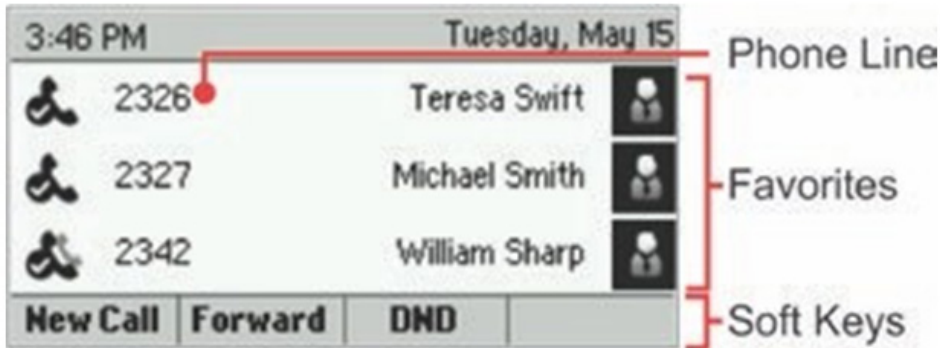 3:46 PM Tuesday, May 15
Phone Line
2326 Teresa Swift
2327 Michael Smith
Favorites
2342 William Sharp
New Call Forward DND
Soft Keys